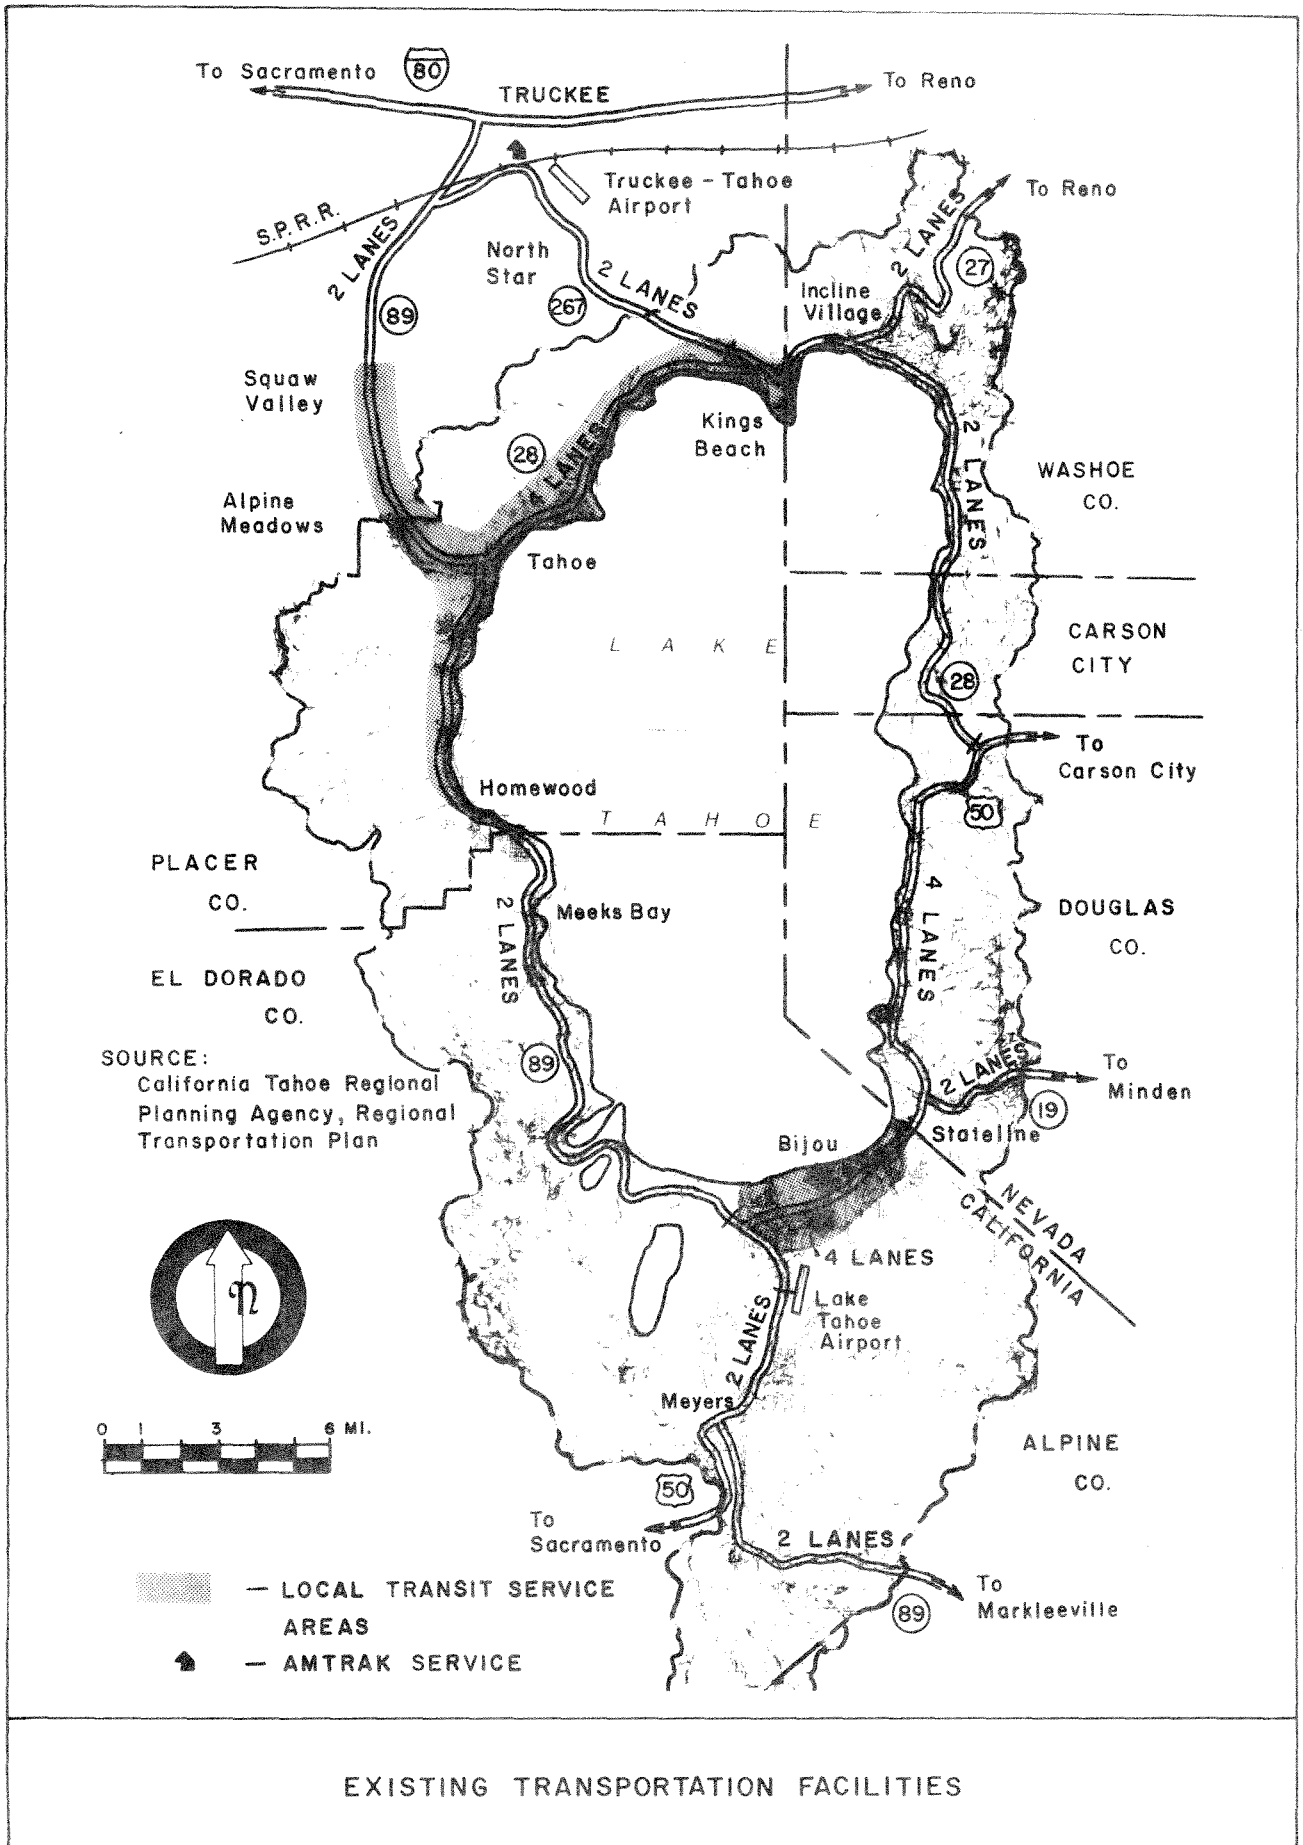 To Sacramento
80
TRUCKEE
To Reno
Truckee - Tahoe
Airport
To Reno
S.P.R.R.
2 LANES
North
Star
2 LANES
2 LANES
27
267
89
Incline
Village
Squaw
Valley
Kings
Beach
28
4 LANES
2 LANES
WASHOE
CO.
Alpine
Meadows
Tahoe
LAKE
CARSON
CITY
28
To
Carson City
Homewood
TAHOE
50
PLACER
CO.
2 LANES
Meeks Bay
4 LANES
DOUGLAS
CO.
EL DORADO
CO.
SOURCE:
California Tahoe Regional
Planning Agency, Regional
Transportation Plan
89
2 LANES
To
Minden
19
Bijou
Stateline
NEVADA
CALIFORNIA
4 LANES
Lake
Tahoe
Airport
N
2 LANES
Meyers
0 1 3 6 MI.
ALPINE
CO.
50
To
Sacramento
2 LANES
To
Markleeville
89
— LOCAL TRANSIT SERVICE
AREAS
— AMTRAK SERVICE
EXISTING TRANSPORTATION FACILITIES